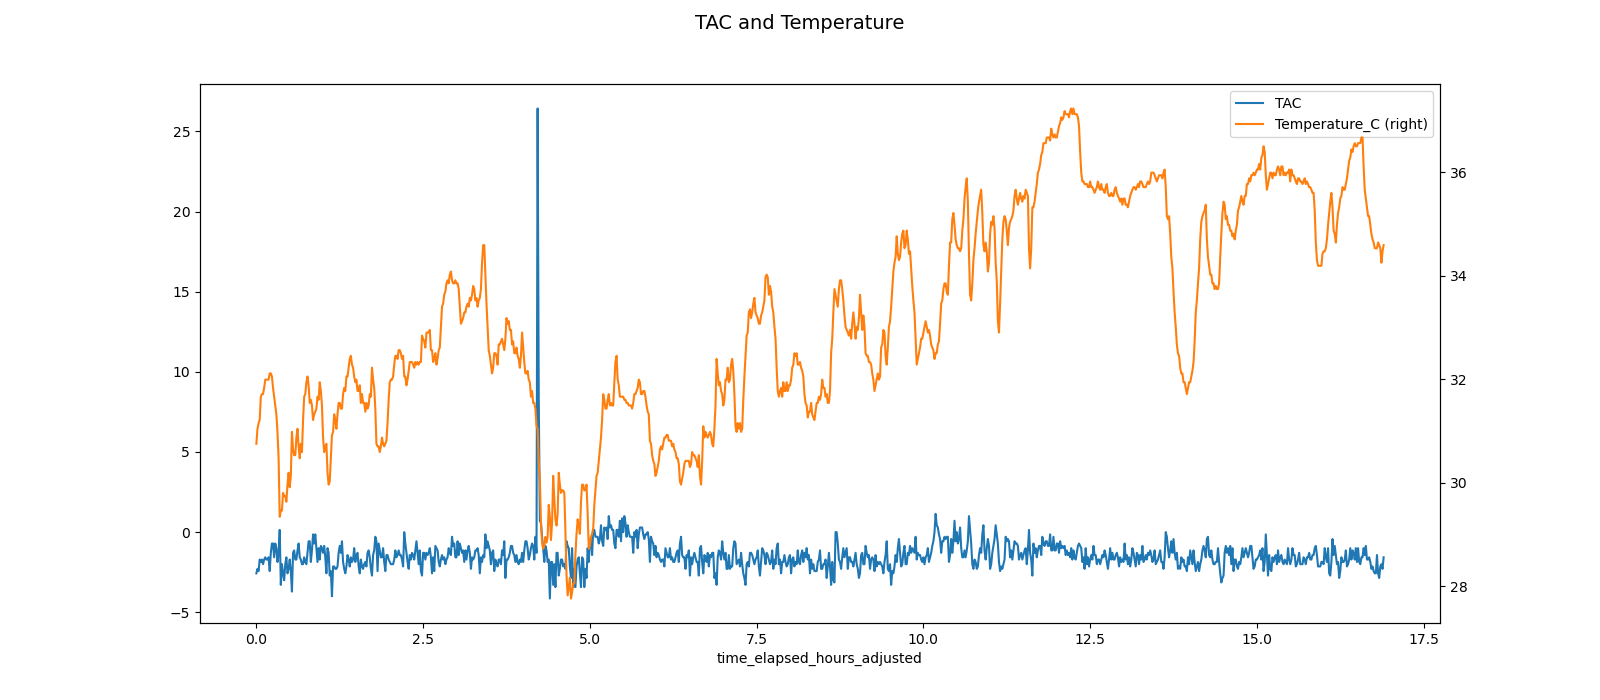 TAC and Temperature
TAC
Temperature_C (right)
25
20
15
10
5
0
−5
36
34
32
30
28
0.0 2.5 5.0 7.5 10.0 12.5 15.0 17.5
time_elapsed_hours_adjusted